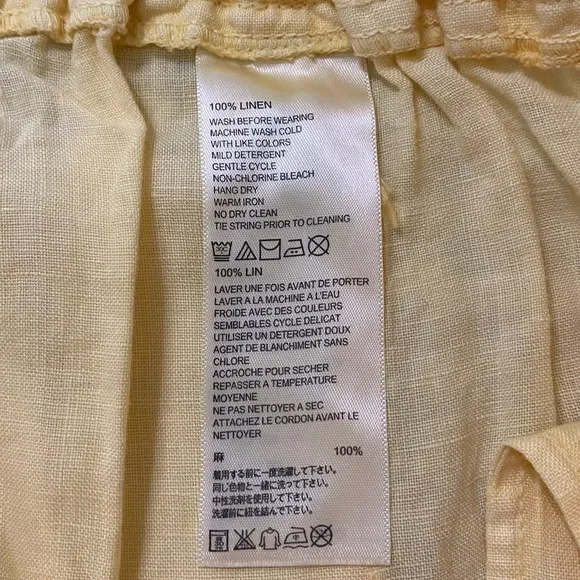 100% LINEN
WASH BEFORE WEARING
MACHINE WASH COLD
WITH LIKE COLORS
MILD DETERGENT
GENTLE CYCLE
NON-CHLORINE BLEACH
HANG DRY
WARM IRON
NO DRY CLEAN
TIE STRING PRIOR TO CLEANING
100% LIN
LAVER UNE FOIS AVANT DE PORTER
LAVER A LA MACHINE A L'EAU
FROIDE AVEC DES COULEURS
SEMBLABLES CYCLE DELICAT
UTILISER UN DETERGENT DOUX
AGENT DE BLANCHIMENT SANS
CHLORE
ACCROCHE POUR SECHER
REPASSER A TEMPERATURE
MOYENNE
NE PAS NETTOYER A SEC
ATTACHEZ LE CORDON AVANT LE
NETTOYER
麻 100%
着用する前に一度洗濯して下さい。
同じ色物と一緒に洗濯して下さい。
中性洗剤を使用して下さい。
洗濯前に紐を結んで下さい。